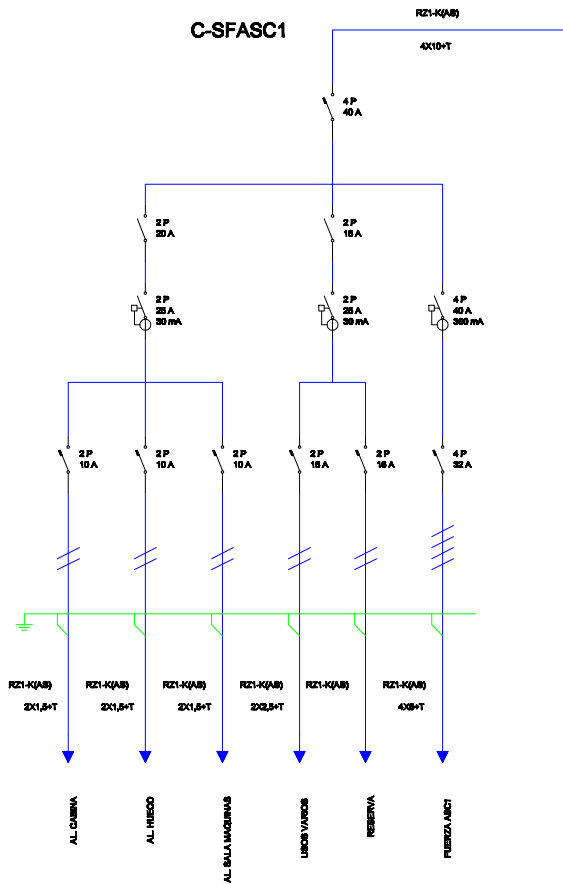 C-SFASC1
RZ1-K(AS)
4X10+T
4 P
40 A
2 P
20 A
2 P
16 A
2 P
25 A
30 mA
2 P
25 A
30 mA
4 P
40 A
300 mA
2 P
10 A
2 P
10 A
2 P
10 A
2 P
16 A
2 P
16 A
4 P
32 A
RZ1-K(AS)
RZ1-K(AS)
RZ1-K(AS)
RZ1-K(AS)
RZ1-K(AS)
RZ1-K(AS)
2X1,5+T
2X1,5+T
2X1,5+T
2X2,5+T
4X6+T
AL. CABINA
AL. HUECO
AL. SALA MAQUINAS
USOS VARIOS
RESERVA
FUERZA ASC1